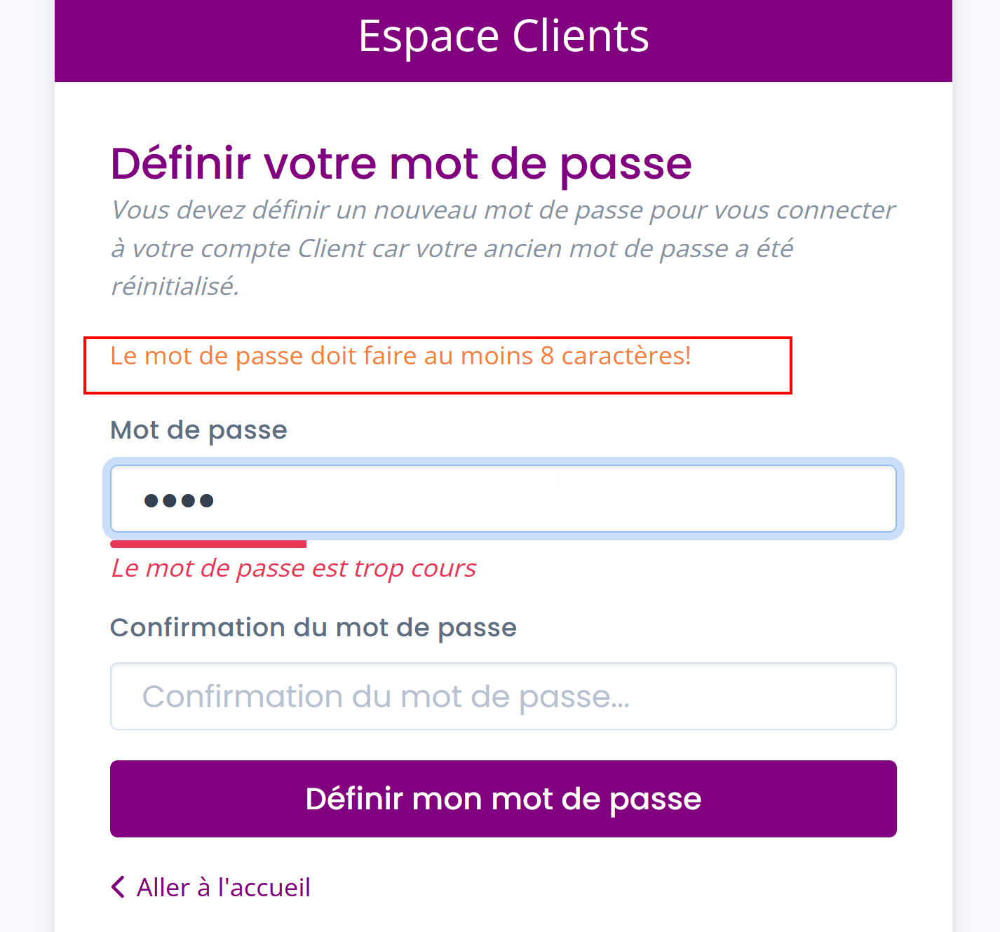 Espace Clients
Définir votre mot de passe
Vous devez définir un nouveau mot de passe pour vous connecter
à votre compte Client car votre ancien mot de passe a été
réinitialisé.
Le mot de passe doit faire au moins 8 caractères!
Mot de passe
●●●●
Le mot de passe est trop cours
Confirmation du mot de passe
Confirmation du mot de passe...
Définir mon mot de passe
Aller à l'accueil